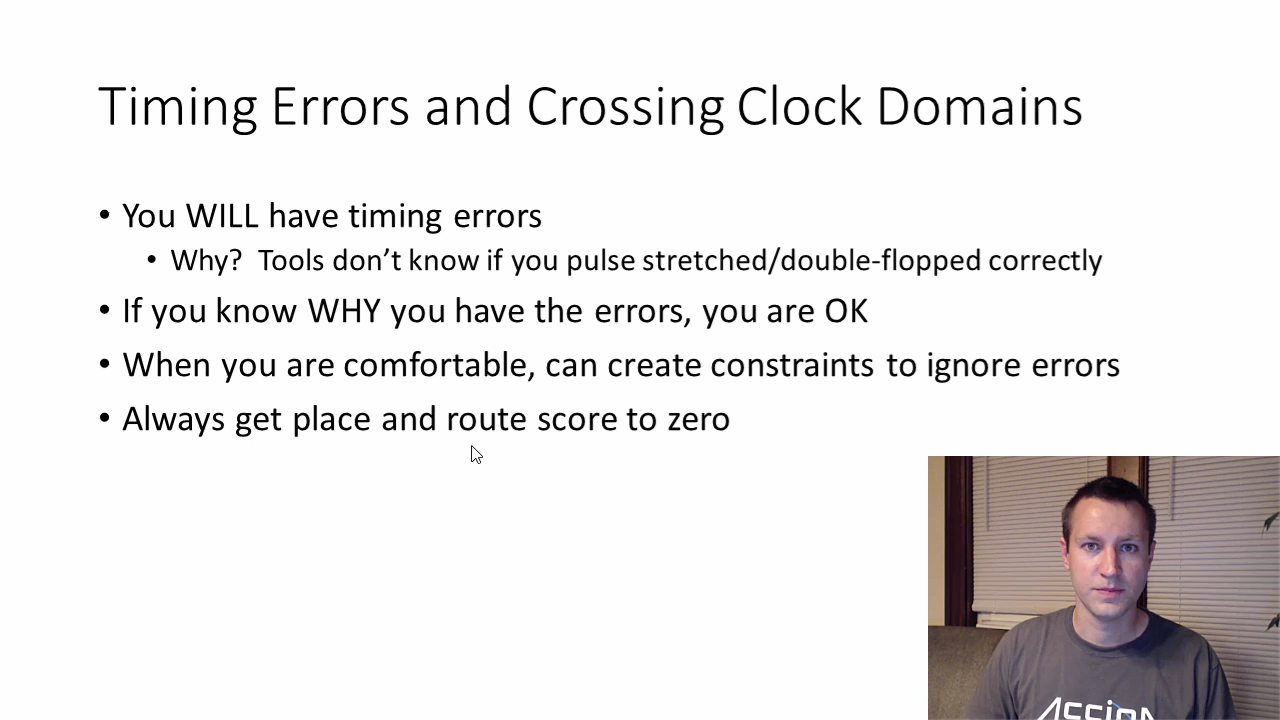 Timing Errors and Crossing Clock Domains
• You WILL have timing errors
• Why?  Tools don’t know if you pulse stretched/double-flopped correctly
• If you know WHY you have the errors, you are OK
• When you are comfortable, can create constraints to ignore errors
• Always get place and route score to zero